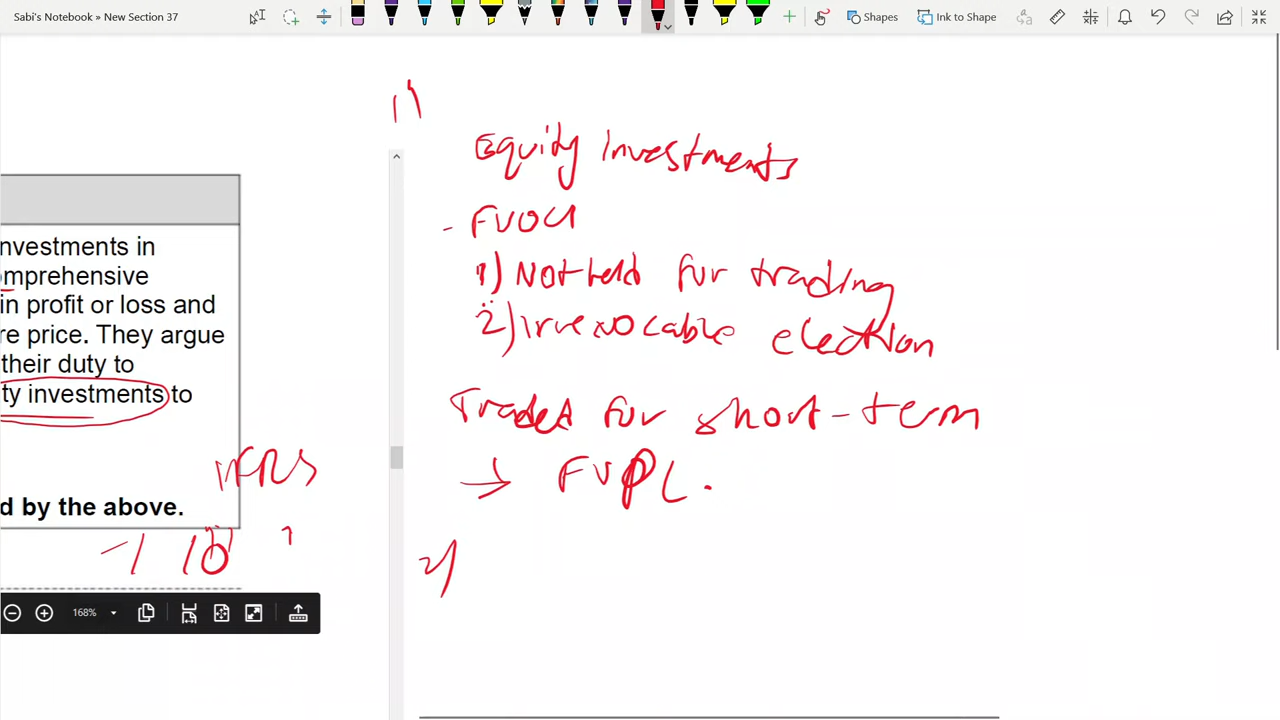 Sabi's Notebook » New Section 37
Shapes
Ink to Shape
nvestments in
omprehensive
in profit or loss and
re price. They argue
their duty to
ty investments to
IFRS
d by the above.
168%
1)
Equity investments
- FVOCI
1) Not held for trading
2) irrevocable election
Traded for short-term
→ FVPL.
2)